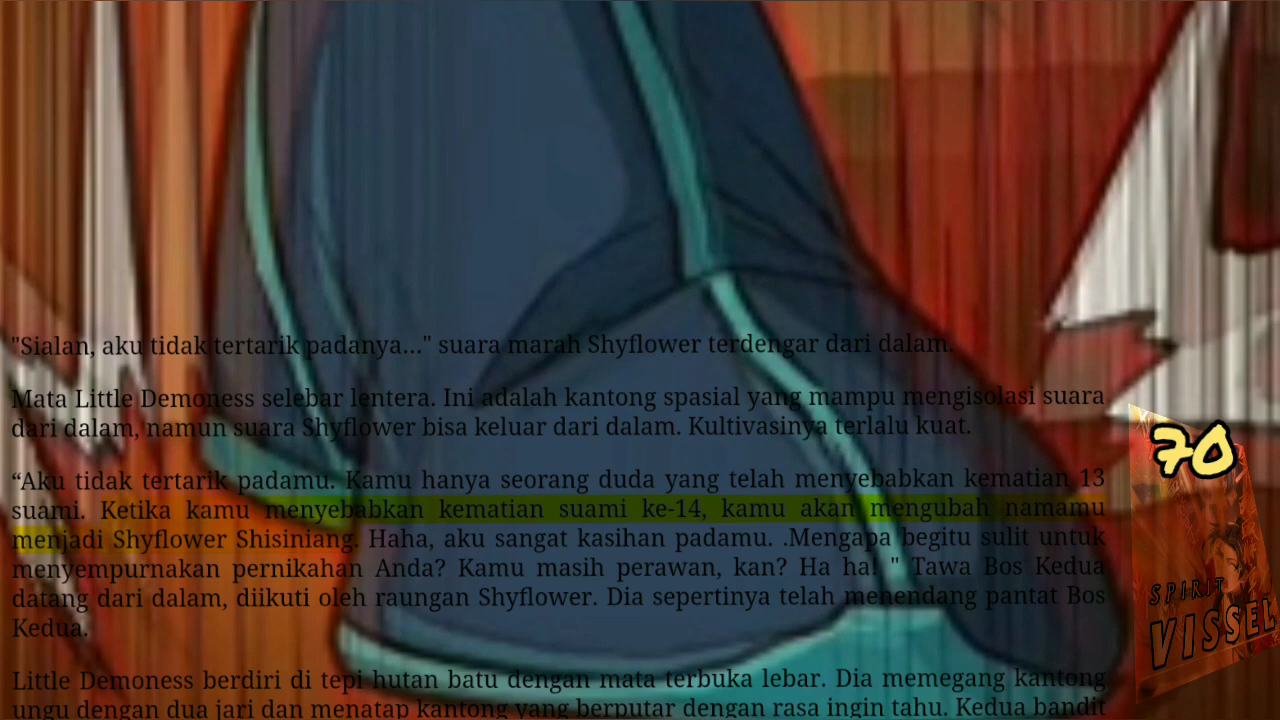 "Sialan, aku tidak tertarik padanya..." suara marah Shyflower terdengar dari dalam.
Mata Little Demoness selebar lentera. Ini adalah kantong spasial yang mampu mengisolasi suara
dari dalam, namun suara Shyflower bisa keluar dari dalam. Kultivasinya terlalu kuat.
“Aku tidak tertarik padamu. Kamu hanya seorang duda yang telah menyebabkan kematian 13
suami. Ketika kamu menyebabkan kematian suami ke-14, kamu akan mengubah namamu
menjadi Shyflower Shisiniang. Haha, aku sangat kasihan padamu. .Mengapa begitu sulit untuk
menyempurnakan pernikahan Anda? Kamu masih perawan, kan? Ha ha! " Tawa Bos Kedua
datang dari dalam, diikuti oleh raungan Shyflower. Dia sepertinya telah menendang pantat Bos
Kedua.
Little Demoness berdiri di tepi hutan batu dengan mata terbuka lebar. Dia memegang kantong
ungu dengan dua jari dan menatap kantong yang berputar dengan rasa ingin tahu. Kedua bandit
70
SPIRIT
VISSEL